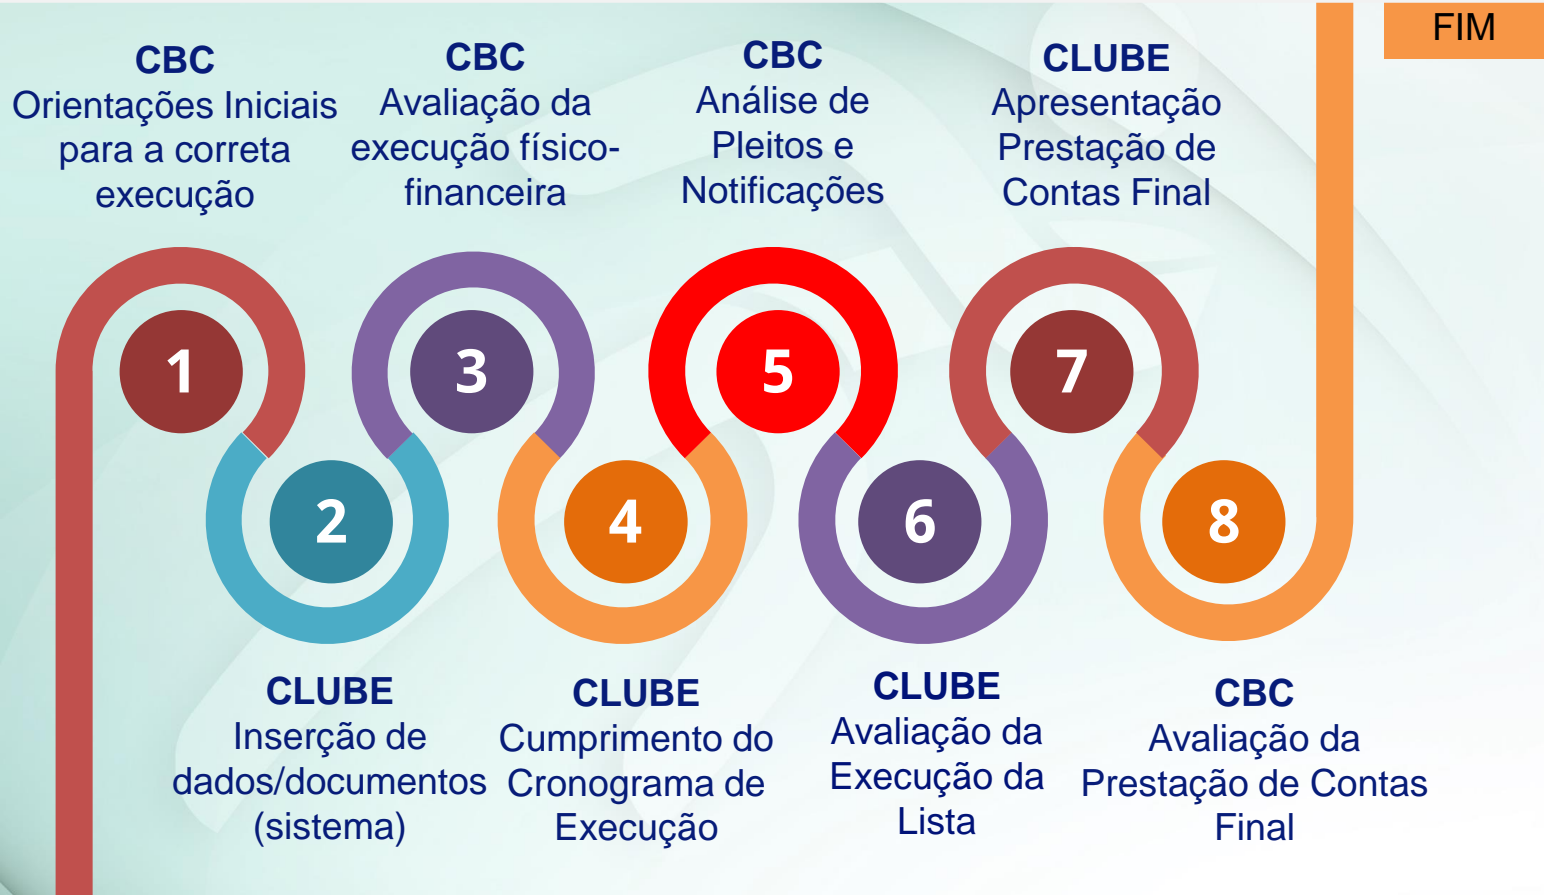 FIM
CBC
Orientações Iniciais
para a correta
execução
CBC
Avaliação da
execução físico-
financeira
CBC
Análise de
Pleitos e
Notificações
CLUBE
Apresentação
Prestação de
Contas Final
1
3
5
7
2
4
6
8
CLUBE
Inserção de
dados/documentos
(sistema)
CLUBE
Cumprimento do
Cronograma de
Execução
CLUBE
Avaliação da
Execução da
Lista
CBC
Avaliação da
Prestação de Contas
Final